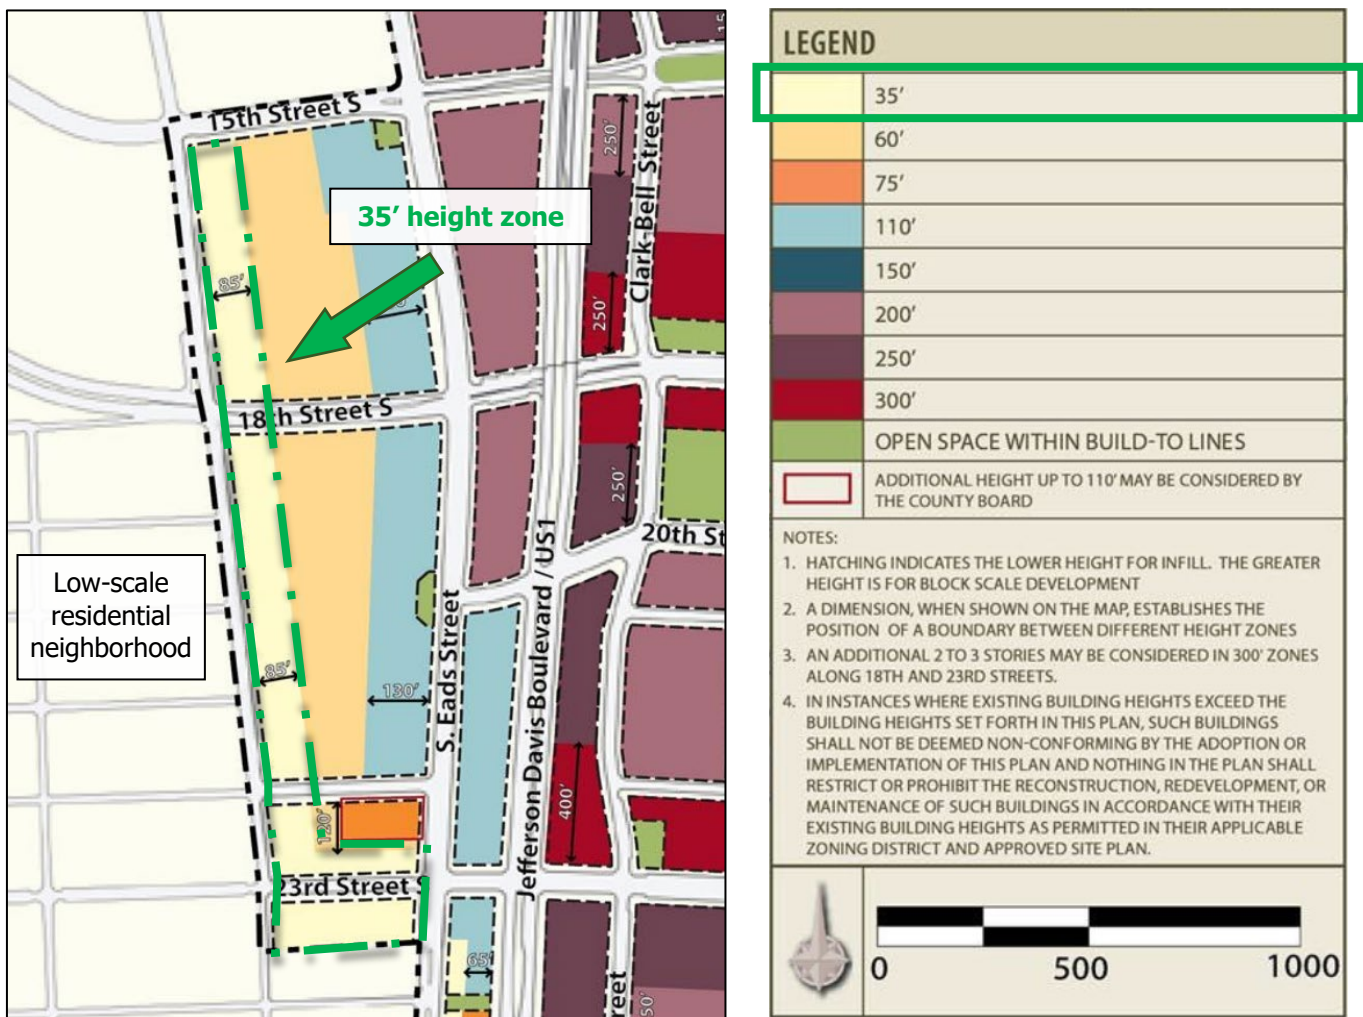 15th Street S
35' height zone
85'
250'
Clark-Bell Street
250'
18th Street S
250'
20th St
Low-scale
residential
neighborhood
85'
130'
S. Eads Street
Jefferson Davis Boulevard / US1
120'
400'
23rd Street S
65'
LEGEND
35'
60'
75'
110'
150'
200'
250'
300'
OPEN SPACE WITHIN BUILD-TO LINES
ADDITIONAL HEIGHT UP TO 110' MAY BE CONSIDERED BY
THE COUNTY BOARD
NOTES:
1. HATCHING INDICATES THE LOWER HEIGHT FOR INFILL. THE GREATER
HEIGHT IS FOR BLOCK SCALE DEVELOPMENT
2. A DIMENSION, WHEN SHOWN ON THE MAP, ESTABLISHES THE
POSITION OF A BOUNDARY BETWEEN DIFFERENT HEIGHT ZONES
3. AN ADDITIONAL 2 TO 3 STORIES MAY BE CONSIDERED IN 300' ZONES
ALONG 18TH AND 23RD STREETS.
4. IN INSTANCES WHERE EXISTING BUILDING HEIGHTS EXCEED THE
BUILDING HEIGHTS SET FORTH IN THIS PLAN, SUCH BUILDINGS
SHALL NOT BE DEEMED NON-CONFORMING BY THE ADOPTION OR
IMPLEMENTATION OF THIS PLAN AND NOTHING IN THE PLAN SHALL
RESTRICT OR PROHIBIT THE RECONSTRUCTION, REDEVELOPMENT, OR
MAINTENANCE OF SUCH BUILDINGS IN ACCORDANCE WITH THEIR
EXISTING BUILDING HEIGHTS AS PERMITTED IN THEIR APPLICABLE
ZONING DISTRICT AND APPROVED SITE PLAN.
0 500 1000